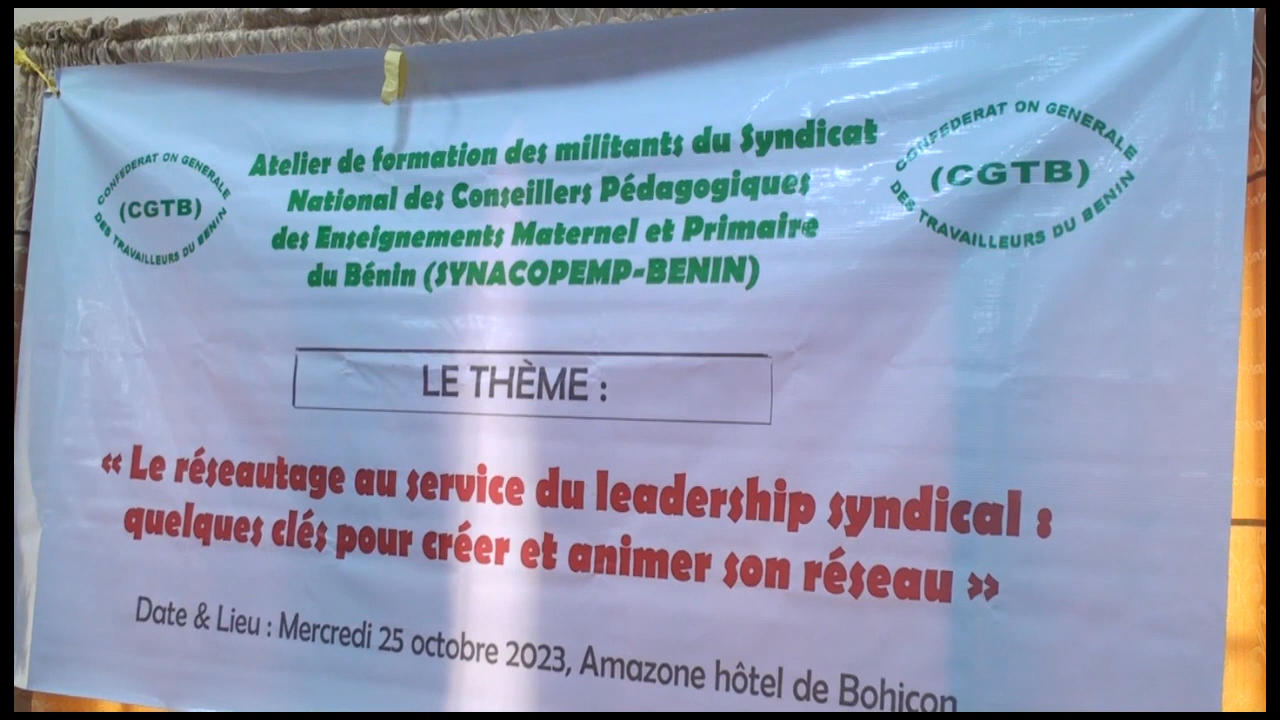 CONFEDERAT ON GENERALE
(CGTB)
DES TRAVAILLEURS DU BENIN
Atelier de formation des militants du Syndicat
National des Conseillers Pédagogiques
des Enseignements Maternel et Primaire
du Bénin (SYNACOPEMP-BENIN)
CONFEDERAT ON GENERALE
(CGTB)
DES TRAVAILLEURS DU BENIN
LE THÈME :
« Le réseautage au service du leadership syndical :
quelques clés pour créer et animer son réseau »
Date & Lieu : Mercredi 25 octobre 2023, Amazone hôtel de Bohicon